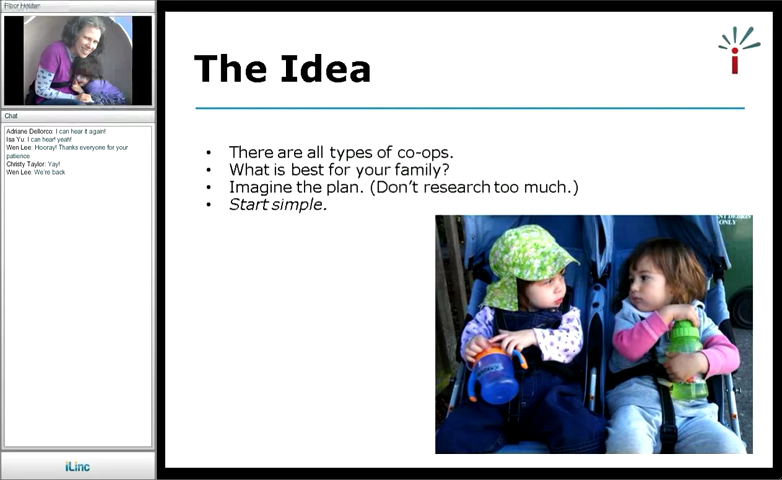 Floor Holder
Chat
Adriane Dellorco: I can hear it again!
Isa Yu: I can hear! yeah!
Wen Lee: Hooray! Thanks everyone for your
patience
Christy Taylor: Yay!
Wen Lee: We're back
iLinc
The Idea
• There are all types of co-ops.
• What is best for your family?
• Imagine the plan. (Don't research too much.)
• Start simple.
ONLY